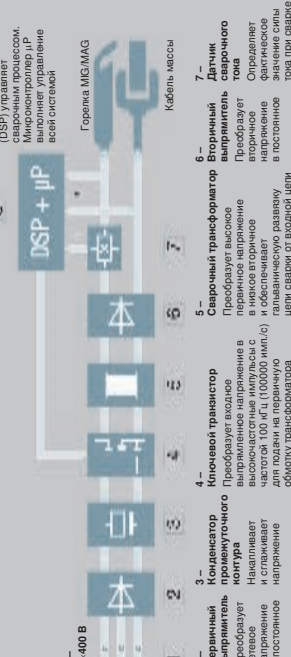 (DSP) управляет
сварочным процессом.
Микроконтроллер μP
выполняет управление
всей системой
DSP + μP
Горелка MIG/MAG
Кабель массы
400 В
2
3
4
5
6
7
ервичный
ыпрямитель
реобразует
етевое
апряжение
постоянное
3 –
Конденсатор
промежуточного
контура
Накапливает
и сглаживает
напряжение
4 –
Ключевой транзистор
Преобразует входное
выпрямленное напряжение в
высокочастотные импульсы с
частотой 100 кГц (100000 имп./с)
для подачи на первичную
обмотку трансформатора
5 –
Сварочный трансформатор
Преобразует высокое
первичное напряжение
в низкое вторичное
и обеспечивает
гальваническую развязку
цепи сварки от входной цепи
6 –
Вторичный
выпрямитель
Преобразует
вторичное
напряжение
в постоянное
7 –
Датчик
сварочного
тока
Определяет
фактическое
значение силы
тока при сварке